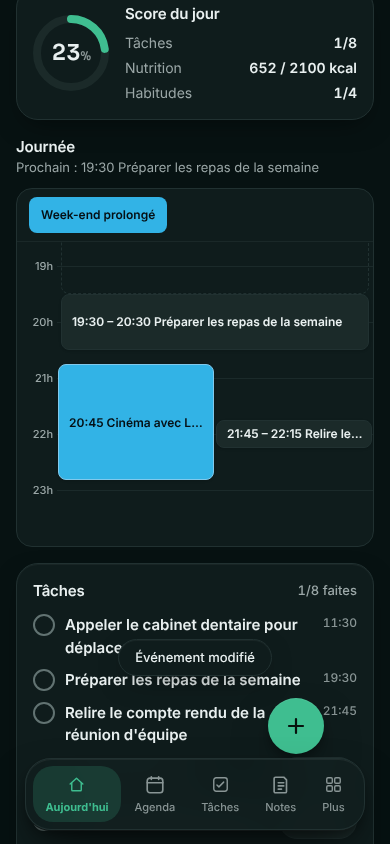 Score du jour
23%
Tâches 1/8
Nutrition 652 / 2100 kcal
Habitudes 1/4
Journée
Prochain : 19:30 Préparer les repas de la semaine
Week-end prolongé
19h
20h 19:30 – 20:30 Préparer les repas de la semaine
21h
20:45 Cinéma avec L...
22h 21:45 – 22:15 Relire le...
23h
Tâches 1/8 faites
Appeler le cabinet dentaire pour 11:30
déplace
Événement modifié
Préparer les repas de la semaine 19:30
Relire le compte rendu de la 21:45
réunion d'équipe
Aujourd'hui Agenda Tâches Notes Plus